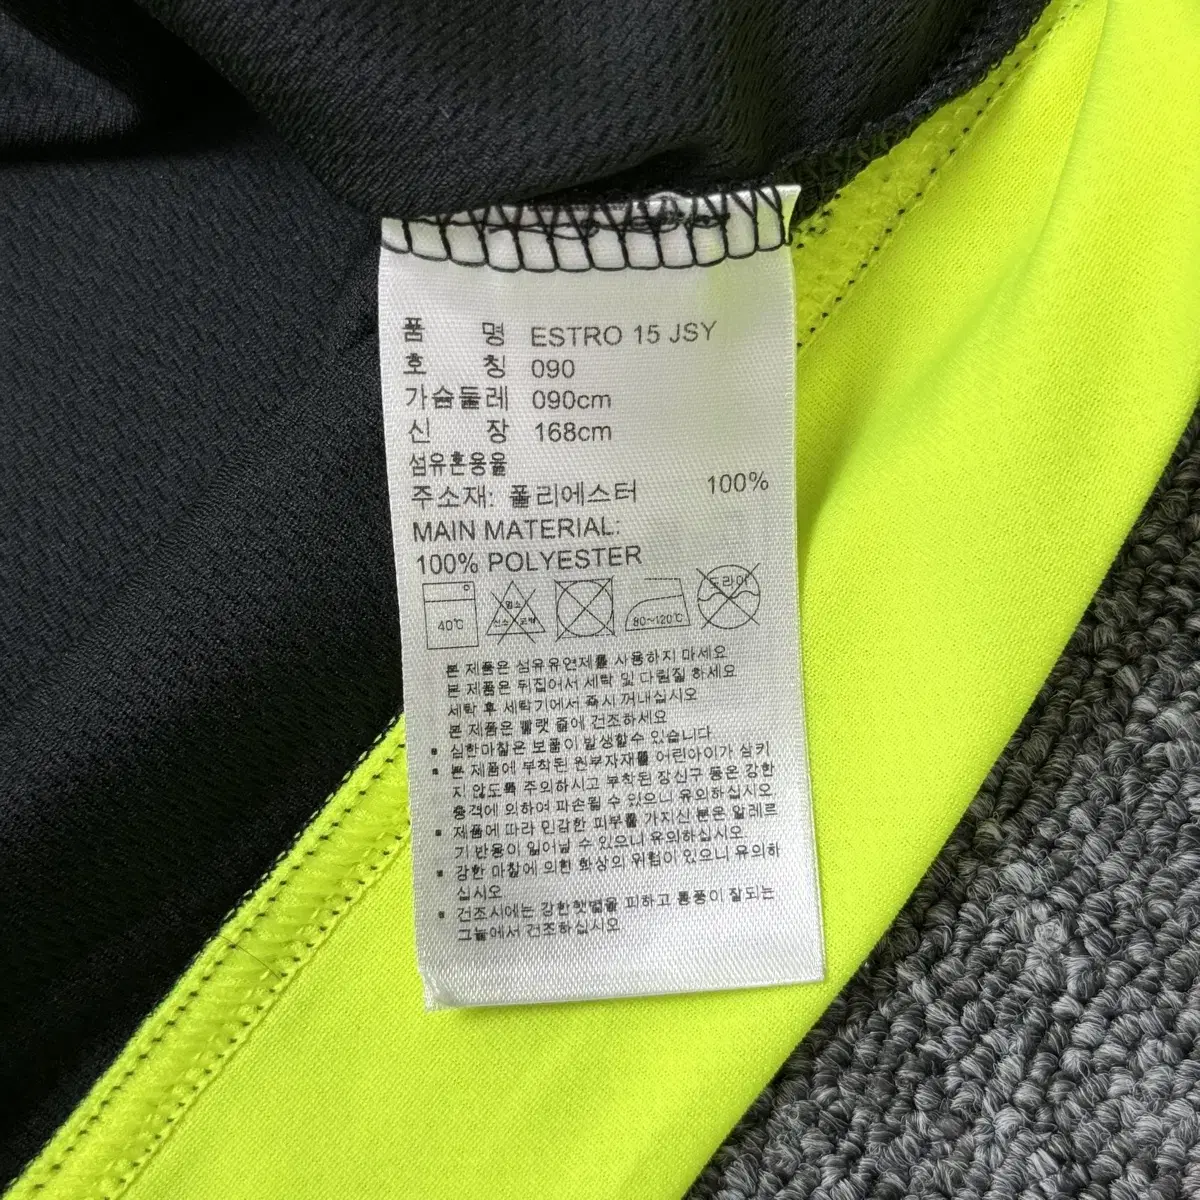 품 명 ESTRO 15 JSY
호 칭 090
가슴둘레 090cm
신 장 168cm
섬유혼용율
주소재: 폴리에스터 100%
MAIN MATERIAL:
100% POLYESTER
40℃ 염소 80~120℃ 드라이
본 제품은 섬유유연제를 사용하지 마세요
본 제품은 뒤집어서 세탁 및 다림질 하세요
세탁 후 세탁기에서 즉시 꺼내십시오
본 제품은 빨랫 줄에 건조하세요
▪ 심한마찰은 보풀이 발생할수 있습니다
▪ 본 제품에 부착된 원부자재를 어린아이가 삼키
지 않도록 주의하시고 부착된 장신구 등은 강한
충격에 의하여 파손될 수 있으니 유의하십시오
▪ 제품에 따라 민감한 피부를 가지신 분은 알레르
기 반응이 일어날 수 있으니 유의하십시오
▪ 강한 마찰에 의한 화상의 위험이 있으니 유의하
십시오
▪ 건조시에는 강한햇볕을 피하고 통풍이 잘되는
그늘에서 건조하십시오